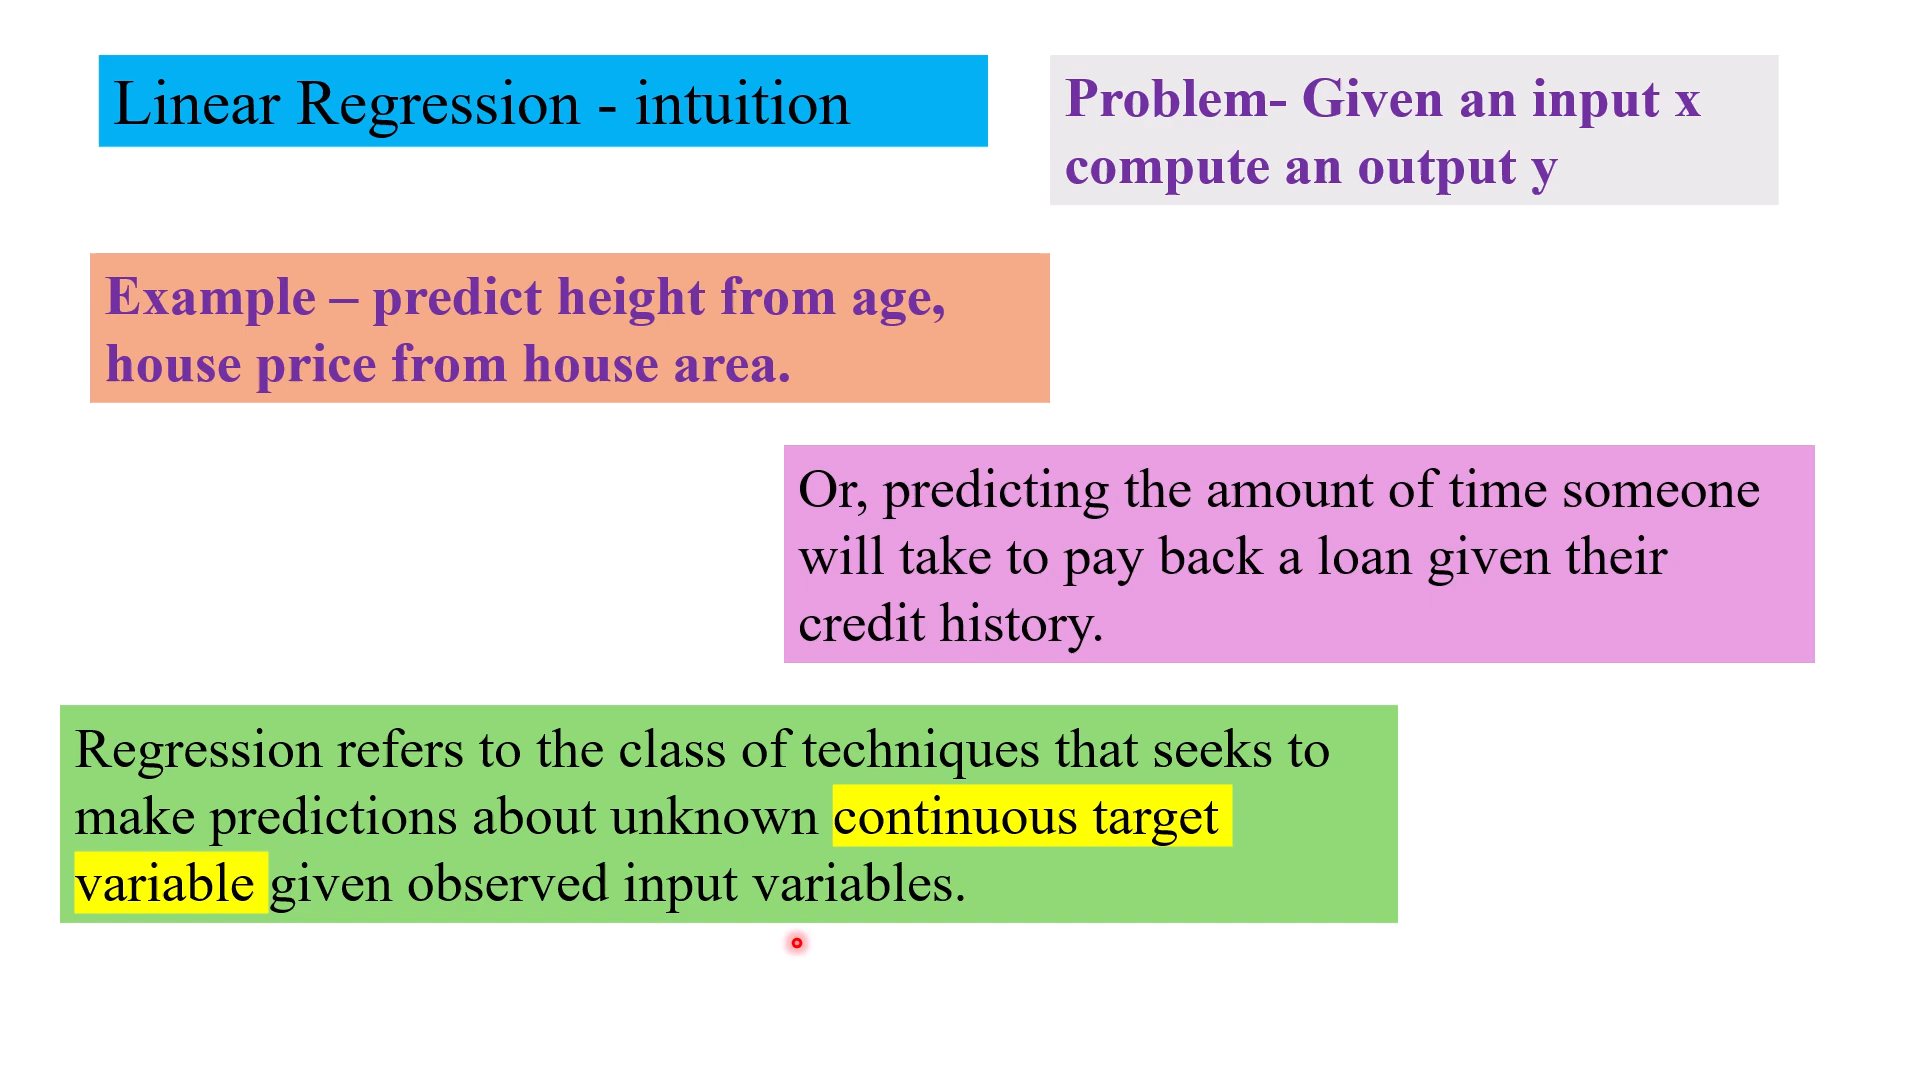 Linear Regression - intuition
Problem- Given an input x
compute an output y
Example – predict height from age,
house price from house area.
Or, predicting the amount of time someone
will take to pay back a loan given their
credit history.
Regression refers to the class of techniques that seeks to
make predictions about unknown continuous target
variable given observed input variables.